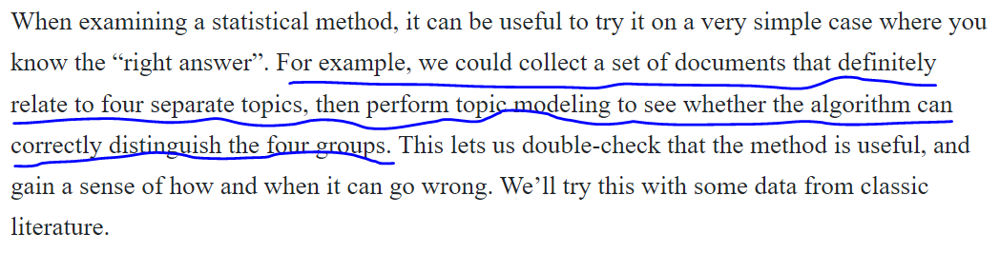 When examining a statistical method, it can be useful to try it on a very simple case where you
know the “right answer”. For example, we could collect a set of documents that definitely
relate to four separate topics, then perform topic modeling to see whether the algorithm can
correctly distinguish the four groups. This lets us double-check that the method is useful, and
gain a sense of how and when it can go wrong. We’ll try this with some data from classic
literature.